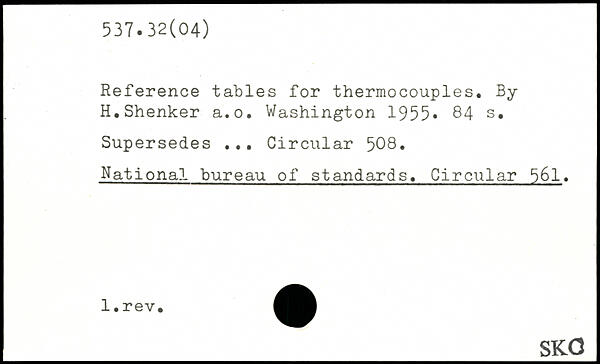 537.32(04)
Reference tables for thermocouples. By
H.Shenker a.o. Washington 1955. 84 s.
Supersedes ... Circular 508.
National bureau of standards. Circular 561.
1.rev.
SKO